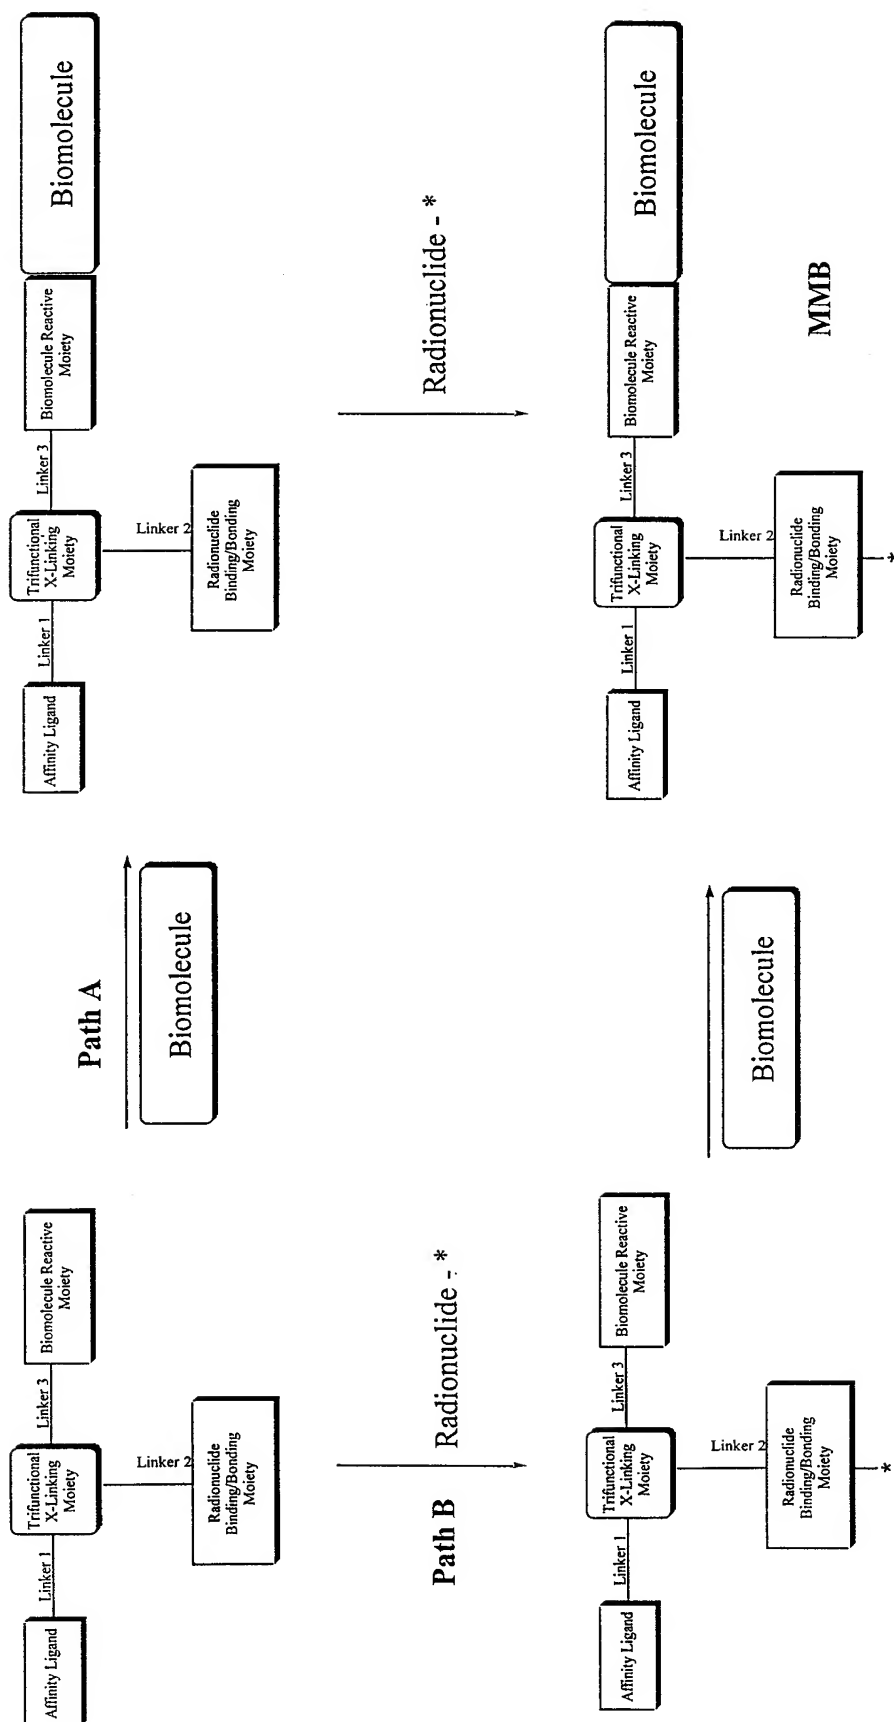 Affinity Ligand
Linker 1
Trifunctional
X-Linking
Moiety
Linker 3
Biomolecule Reactive
Moiety
Linker 2
Radionuclide
Binding/Bonding
Moiety
Path A
Biomolecule
Affinity Ligand
Linker 1
Trifunctional
X-Linking
Moiety
Linker 3
Biomolecule Reactive
Moiety
Biomolecule
Linker 2
Radionuclide
Binding/Bonding
Moiety
Path B
Radionuclide - *
Radionuclide - *
Affinity Ligand
Linker 1
Trifunctional
X-Linking
Moiety
Linker 3
Biomolecule Reactive
Moiety
Linker 2
Radionuclide
Binding/Bonding
Moiety
*
Biomolecule
Affinity Ligand
Linker 1
Trifunctional
X-Linking
Moiety
Linker 3
Biomolecule Reactive
Moiety
Biomolecule
Linker 2
Radionuclide
Binding/Bonding
Moiety
*
MMB